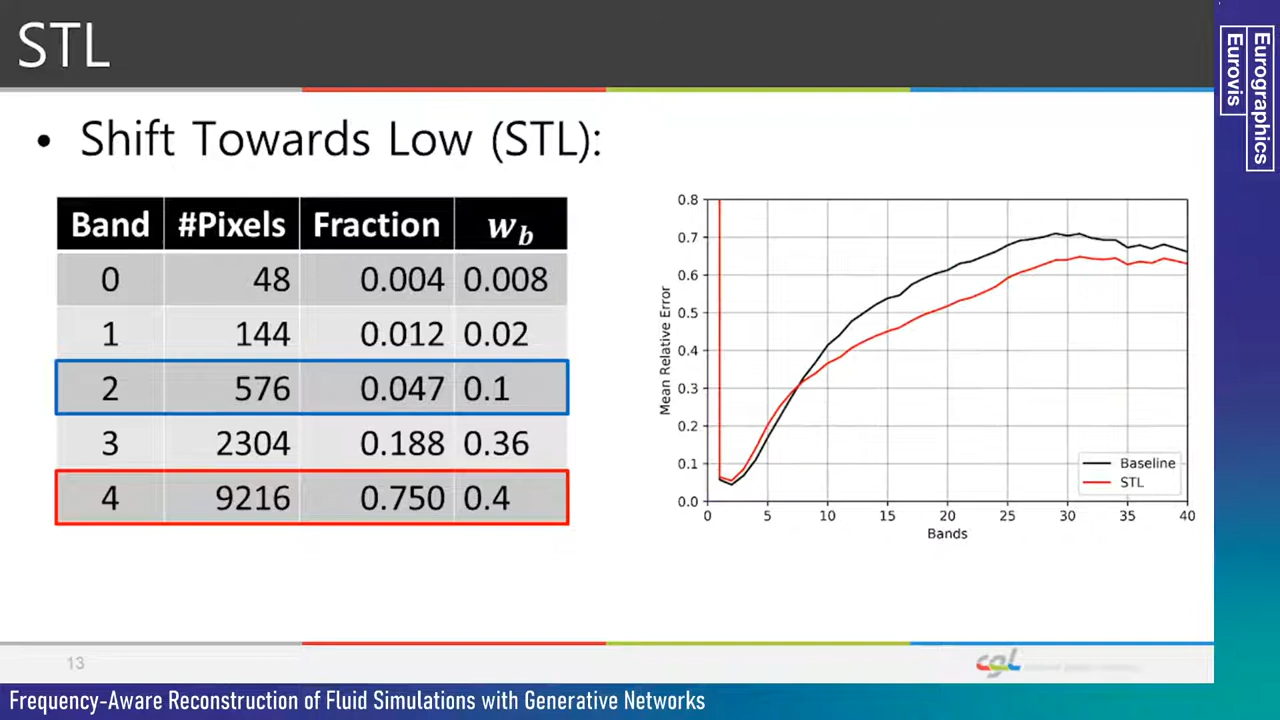 STL
Eurographics
Eurovis
• Shift Towards Low (STL):
Band #Pixels Fraction w_b
0 48 0.004 0.008
1 144 0.012 0.02
2 576 0.047 0.1
3 2304 0.188 0.36
4 9216 0.750 0.4
Mean Relative Error
0.8
0.7
0.6
0.5
0.4
0.3
0.2
0.1
0.0
Baseline
STL
0 5 10 15 20 25 30 35 40
Bands
13
cgl
Frequency-Aware Reconstruction of Fluid Simulations with Generative Networks